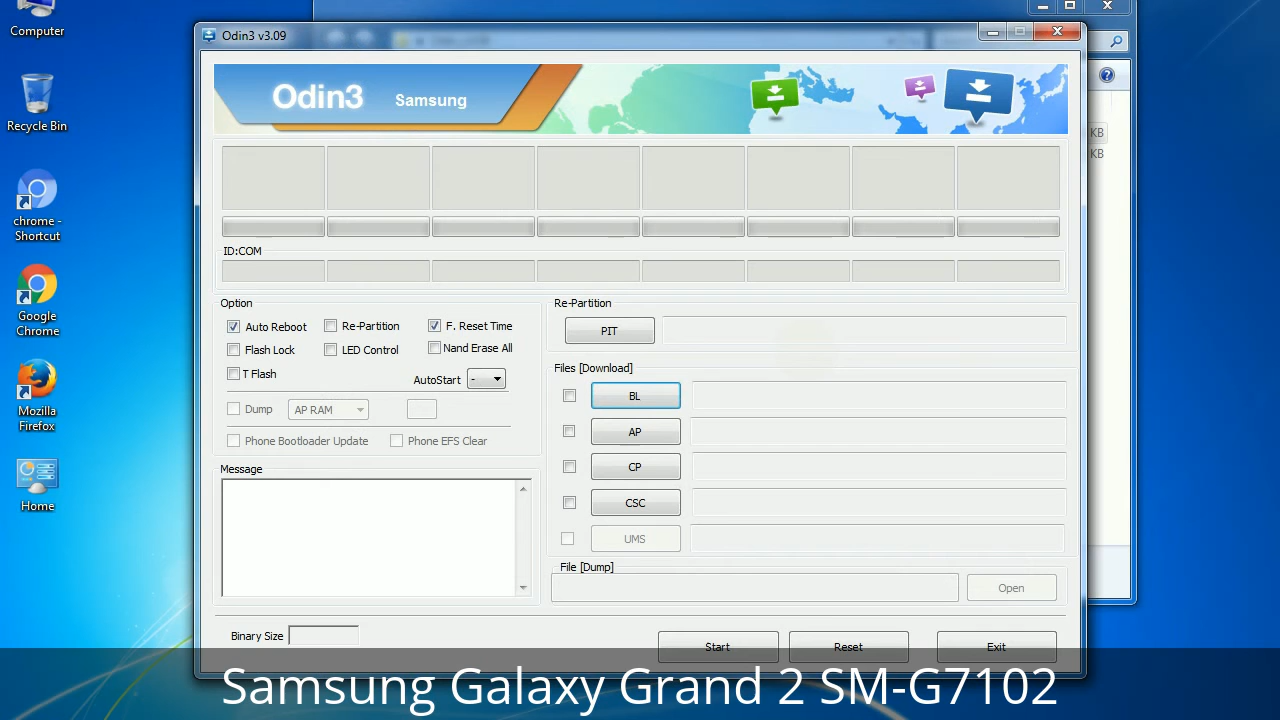 Computer
Recycle Bin
chrome -
Shortcut
Google
Chrome
Mozilla
Firefox
Home
Odin3 v3.09
Odin3 Samsung
KB
KB
ID:COM
Option
Auto Reboot
Re-Partition
F. Reset Time
Flash Lock
LED Control
Nand Erase All
T Flash
AutoStart -
Dump
AP RAM
Phone Bootloader Update
Phone EFS Clear
Message
Re-Partition
PIT
Files [Download]
BL
AP
CP
CSC
UMS
File [Dump]
Open
Binary Size
Start
Reset
Exit
Samsung Galaxy Grand 2 SM-G7102